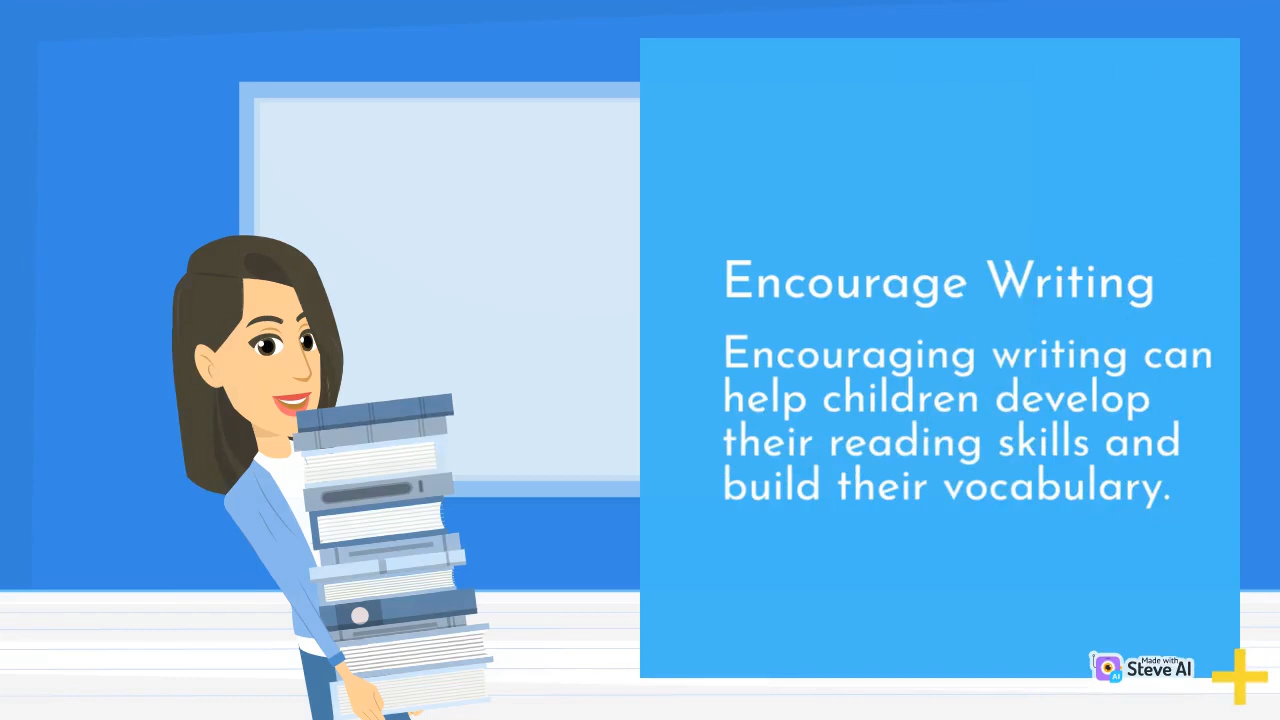 Encourage Writing
Encouraging writing can
help children develop
their reading skills and
build their vocabulary.
Made with
Steve AI
AI